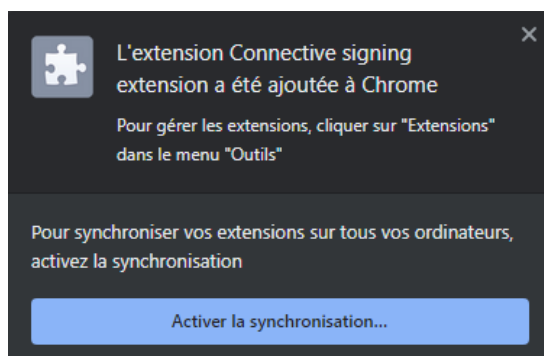 L'extension Connective signing
extension a été ajoutée à Chrome
Pour gérer les extensions, cliquer sur "Extensions"
dans le menu "Outils"
Pour synchroniser vos extensions sur tous vos ordinateurs,
activez la synchronisation
Activer la synchronisation...